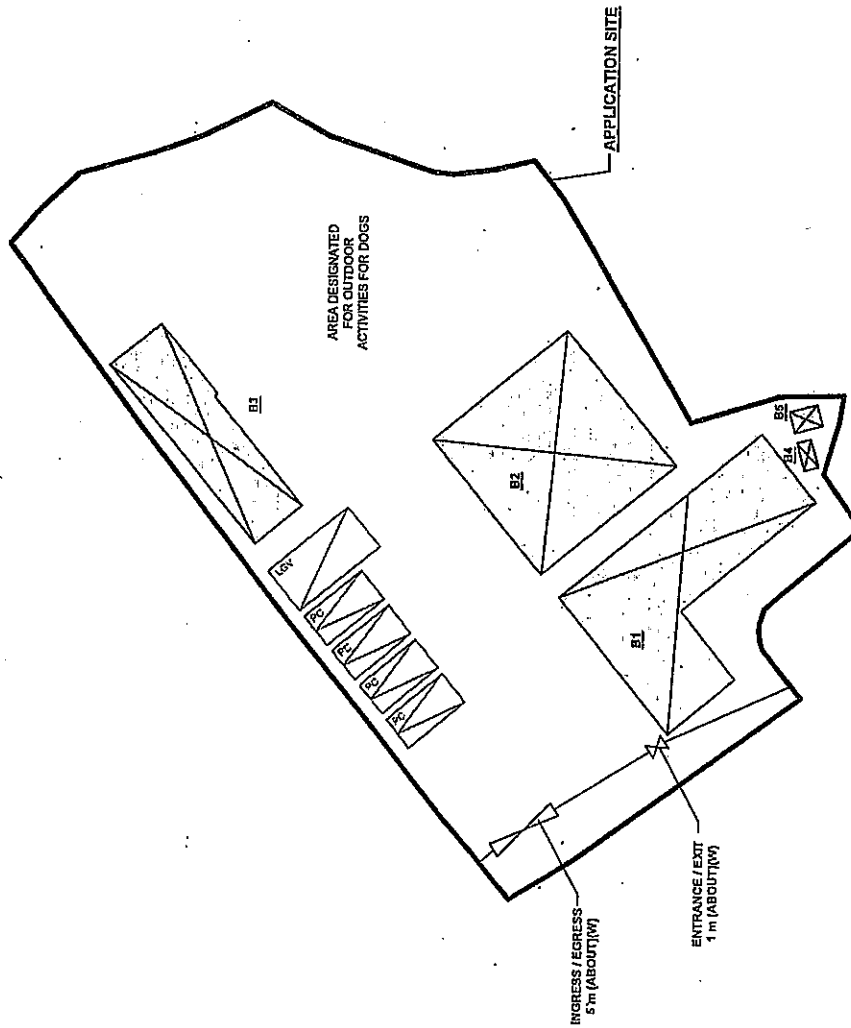 APPLICATION SITE
AREA DESIGNATED
FOR OUTDOOR
ACTIVITIES FOR DOGS
B3
LGV
PC
PC
PC
PC
B2
B1
B5
B4
INGRESS / EGRESS
5 m (ABOUT)(W)
ENTRANCE / EXIT
1 m (ABOUT)(W)